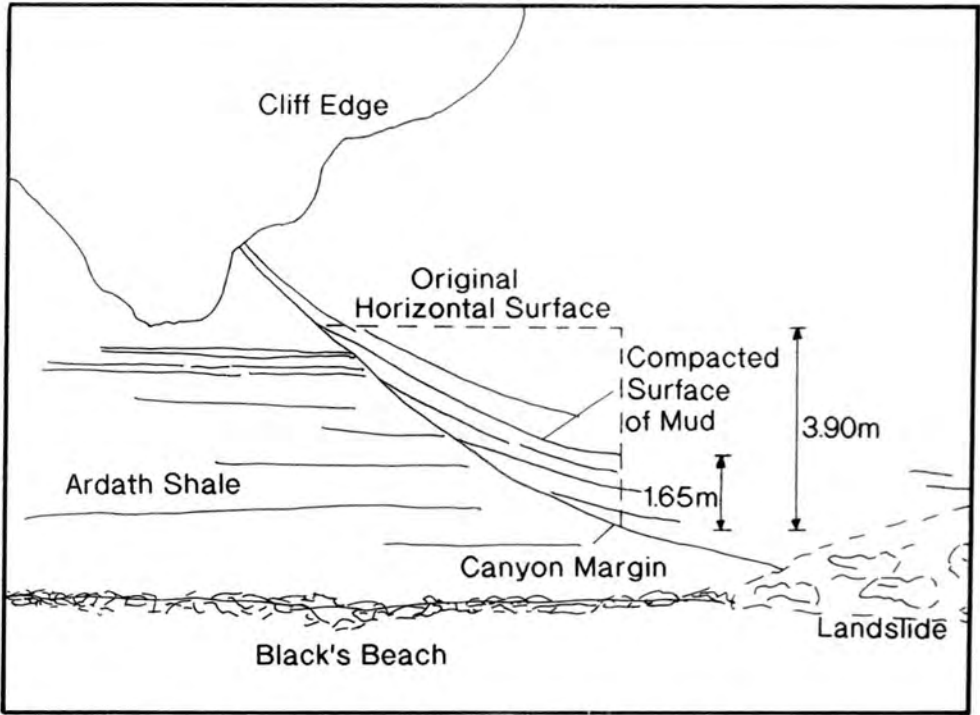 Cliff Edge
Original
Horizontal Surface
Compacted
Surface
of Mud
3.90m
1.65m
Ardath Shale
Canyon Margin
Landslide
Black's Beach